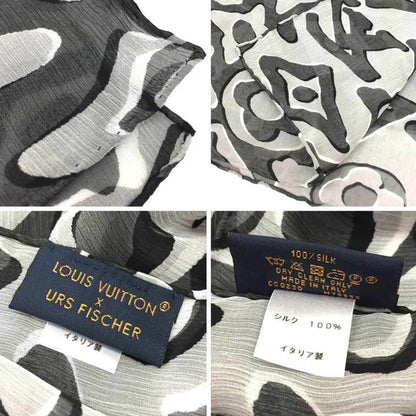 LOUIS VUITTON®
×
URS FISCHER
イタリア製
100% SILK
DRY CLEAN ONLY
MADE IN ITALY
シルク 100%
イタリア製